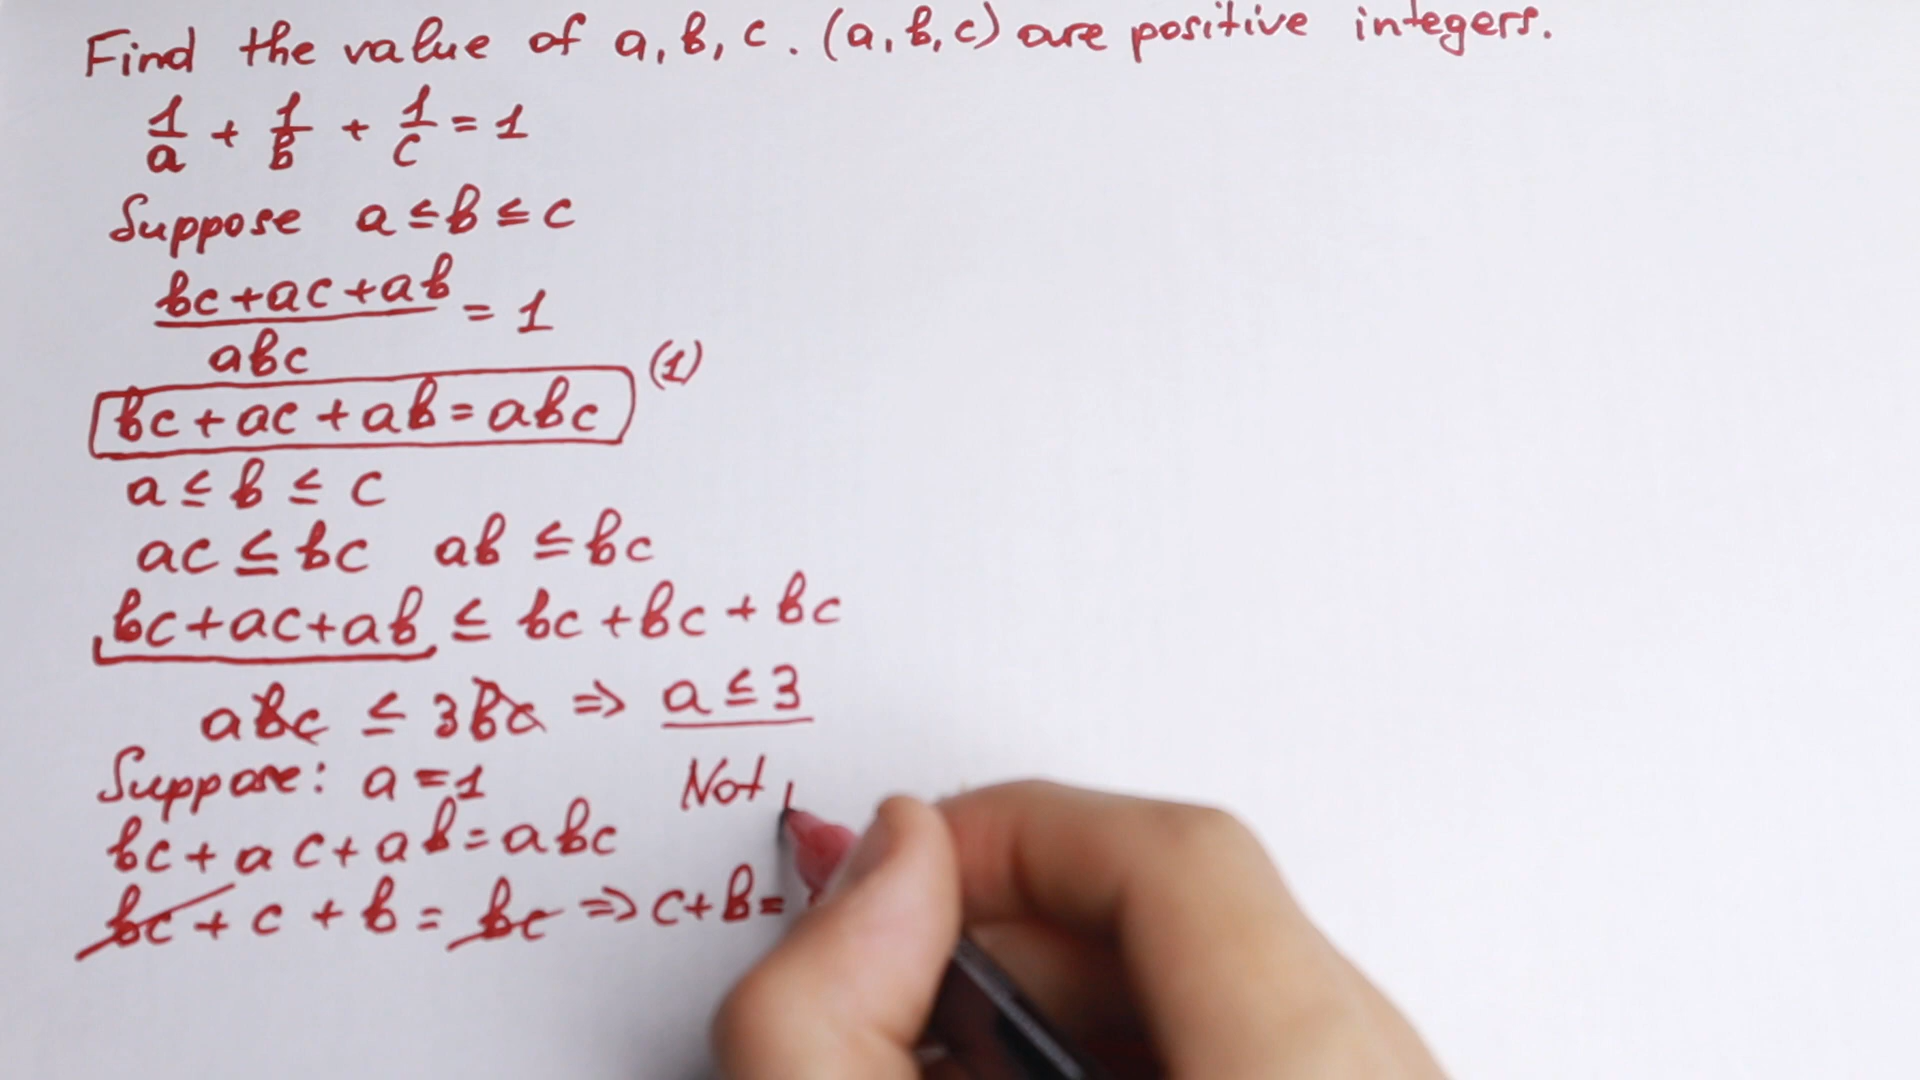 Find the value of a, b, c. (a, b, c) are positive integers.
1/a + 1/b + 1/c = 1
Suppose a ≤ b ≤ c
(bc + ac + ab)/abc = 1
bc + ac + ab = abc (1)
a ≤ b ≤ c
ac ≤ bc ab ≤ bc
bc + ac + ab ≤ bc + bc + bc
abc ≤ 3bc ⇒ a ≤ 3
Suppose: a = 1 Not
bc + ac + ab = abc
bc + c + b = bc ⇒ c + b =